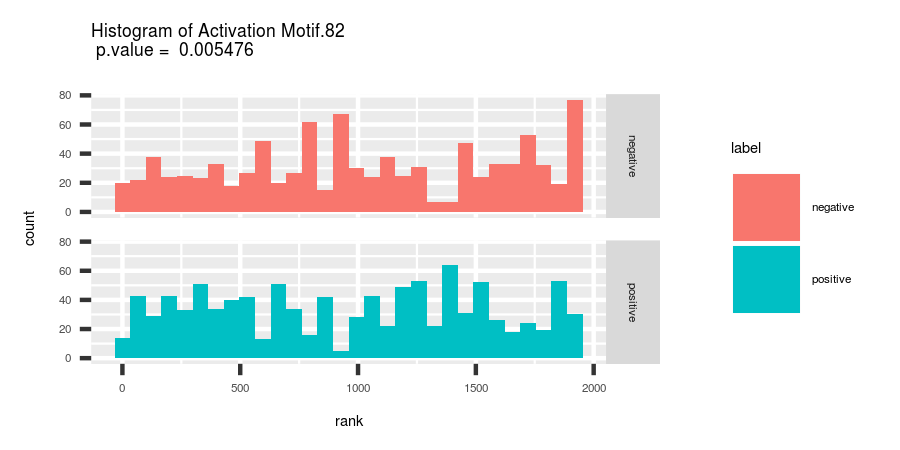 Histogram of Activation Motif.82
p.value =  0.005476
80
60
40
20
0
negative
80
60
40
20
0
positive
0 500 1000 1500 2000
rank
count
label
negative
positive